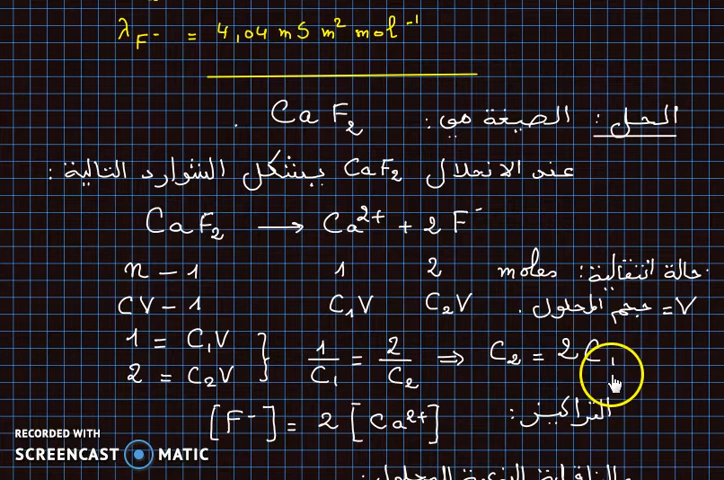 λF⁻ = 4,04 mS m² mol⁻¹
الحل: الصيغة هي: CaF₂ .
عند الانحلال CaF₂ يشكل الشوارد التالية:
CaF₂ → Ca²⁺ + 2 F⁻
n - 1 1 2 moles حالة انتقالية:
CV - 1 C₁V C₂V V = حجم المحلول.
1 = C₁V
2 = C₂V } 1/C₁ = 2/C₂ ⇒ C₂ = 2C₁
التراكيز: [F⁻] = 2 [Ca²⁺]
RECORDED WITH
SCREENCAST MATIC